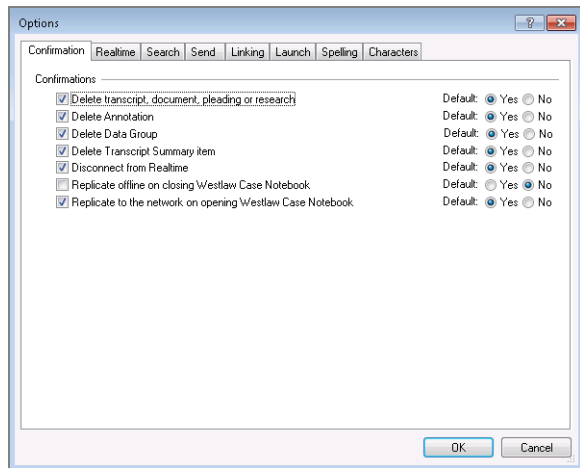 Options
Confirmation Realtime Search Send Linking Launch Spelling Characters
Confirmations
Delete transcript, document, pleading or research Default: Yes No
Delete Annotation Default: Yes No
Delete Data Group Default: Yes No
Delete Transcript Summary item Default: Yes No
Disconnect from Realtime Default: Yes No
Replicate offline on closing Westlaw Case Notebook Default: Yes No
Replicate to the network on opening Westlaw Case Notebook Default: Yes No
OK Cancel